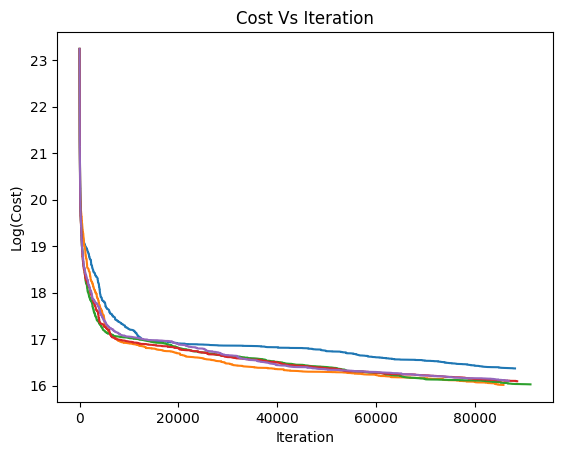 Cost Vs Iteration
Log(Cost)
23
22
21
20
19
18
17
16
0 20000 40000 60000 80000
Iteration